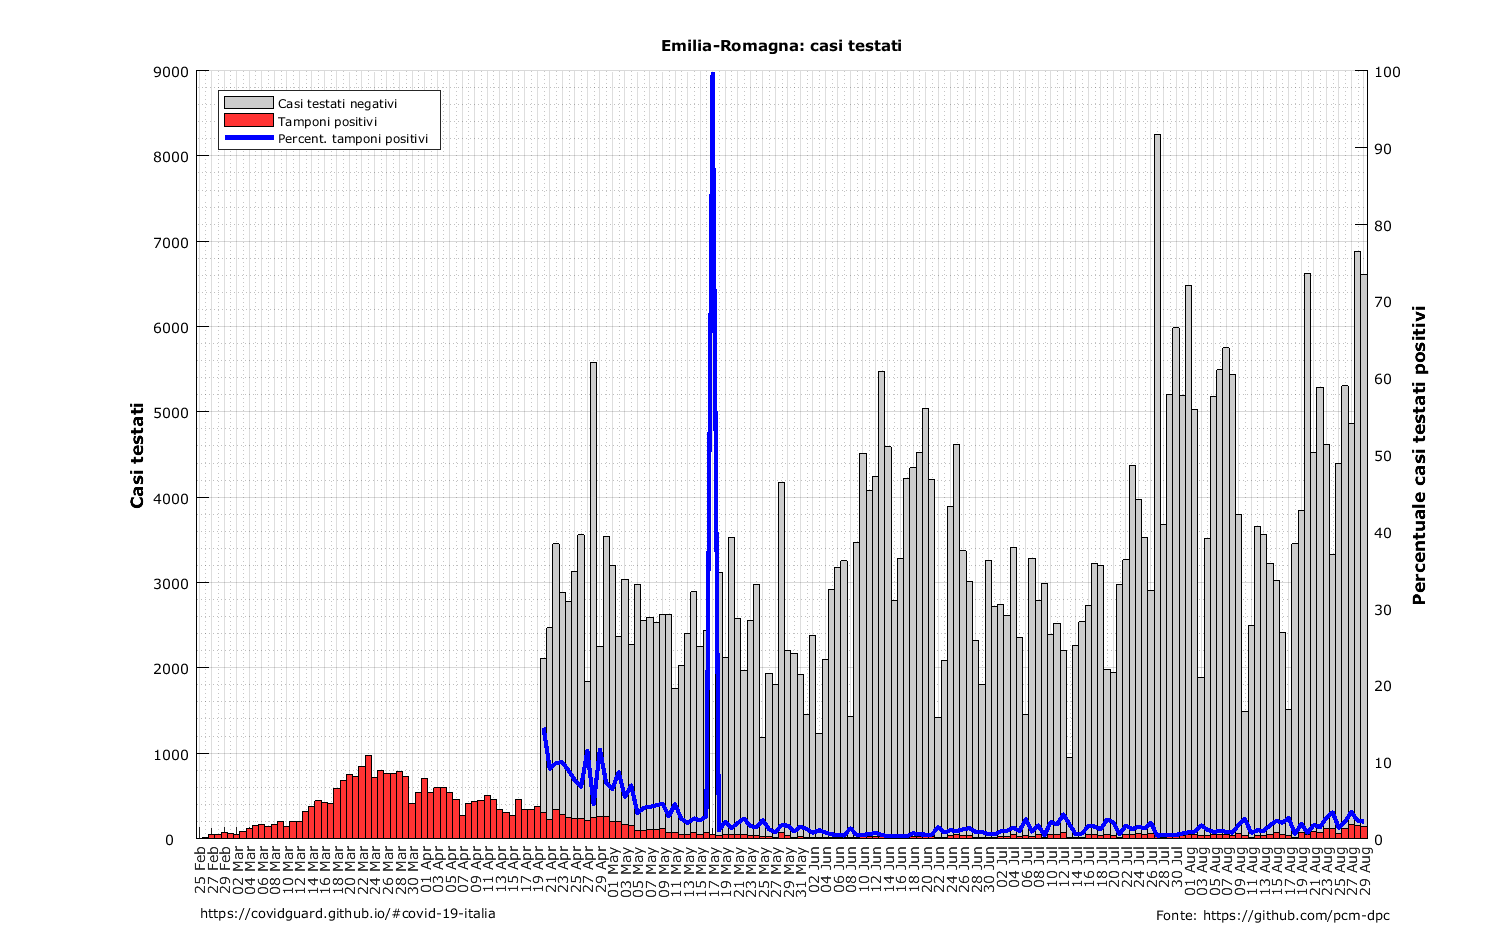 Emilia-Romagna: casi testati
Casi testati negativi
Tamponi positivi
Percent. tamponi positivi
Casi testati
9000
8000
7000
6000
5000
4000
3000
2000
1000
0
Percentuale casi testati positivi
100
90
80
70
60
50
40
30
20
10
0
25 Feb
27 Feb
29 Feb
02 Mar
04 Mar
06 Mar
08 Mar
10 Mar
12 Mar
14 Mar
16 Mar
18 Mar
20 Mar
22 Mar
24 Mar
26 Mar
28 Mar
30 Mar
01 Apr
03 Apr
05 Apr
07 Apr
09 Apr
11 Apr
13 Apr
15 Apr
17 Apr
19 Apr
21 Apr
23 Apr
25 Apr
27 Apr
29 Apr
01 May
03 May
05 May
07 May
09 May
11 May
13 May
15 May
17 May
19 May
21 May
23 May
25 May
27 May
29 May
31 May
02 Jun
04 Jun
06 Jun
08 Jun
10 Jun
12 Jun
14 Jun
16 Jun
18 Jun
20 Jun
22 Jun
24 Jun
26 Jun
28 Jun
30 Jun
02 Jul
04 Jul
06 Jul
08 Jul
10 Jul
12 Jul
14 Jul
16 Jul
18 Jul
20 Jul
22 Jul
24 Jul
26 Jul
28 Jul
30 Jul
01 Aug
03 Aug
05 Aug
07 Aug
09 Aug
11 Aug
13 Aug
15 Aug
17 Aug
19 Aug
21 Aug
23 Aug
25 Aug
27 Aug
29 Aug
https://covidguard.github.io/#covid-19-italia
Fonte: https://github.com/pcm-dpc